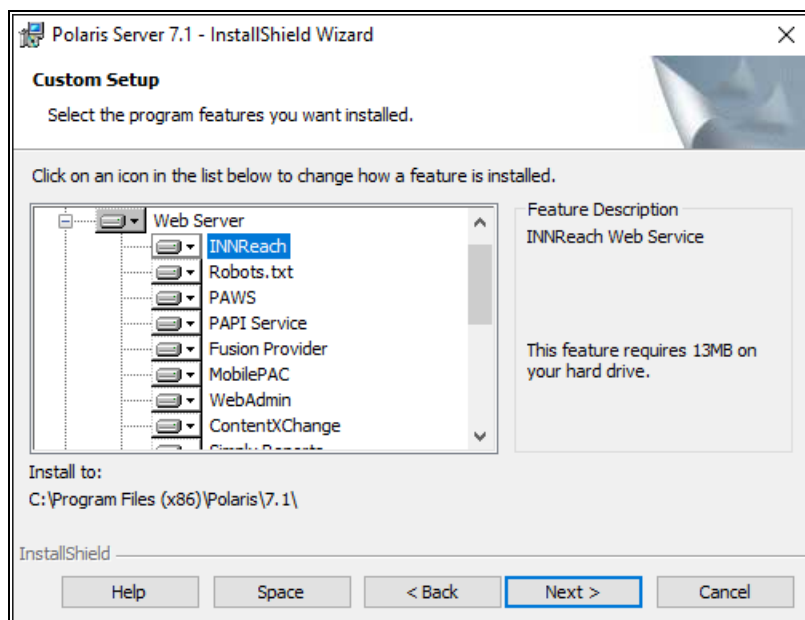 Polaris Server 7.1 - InstallShield Wizard
Custom Setup
Select the program features you want installed.
Click on an icon in the list below to change how a feature is installed.
Web Server
INNReach
Robots.txt
PAWS
PAPI Service
Fusion Provider
MobilePAC
WebAdmin
ContentXChange
Simply Reports
Feature Description
INNReach Web Service
This feature requires 13MB on
your hard drive.
Install to:
C:\Program Files (x86)\Polaris\7.1\
InstallShield
Help
Space
< Back
Next >
Cancel